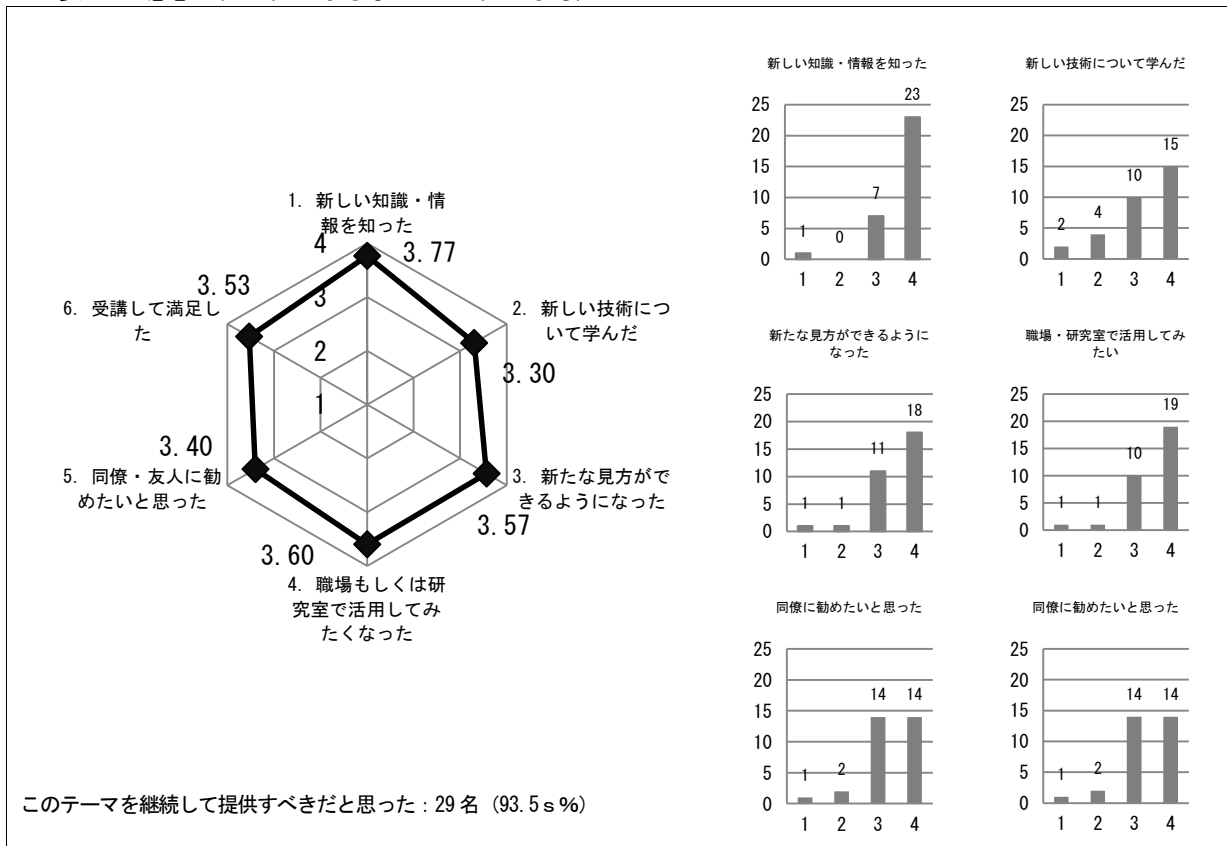 1. 新しい知識・情
報を知った
3.77
2. 新しい技術につ
いて学んだ
3.30
3. 新たな見方がで
きるようになった
3.57
4. 職場もしくは研
究室で活用してみ
たくなった
3.60
5. 同僚・友人に勧
めたいと思った
3.40
6. 受講して満足し
た
3.53
4
3
2
1
このテーマを継続して提供すべきだと思った：29名 (93.5ｓ%)
新しい知識・情報を知った
25
20
15
10
5
0
1
0
7
23
1 2 3 4
新しい技術について学んだ
25
20
15
10
5
0
2
4
10
15
1 2 3 4
新たな見方ができるように
なった
25
20
15
10
5
0
1
1
11
18
1 2 3 4
職場・研究室で活用してみ
たい
25
20
15
10
5
0
1
1
10
19
1 2 3 4
同僚に勧めたいと思った
25
20
15
10
5
0
1
2
14
14
1 2 3 4
同僚に勧めたいと思った
25
20
15
10
5
0
1
2
14
14
1 2 3 4